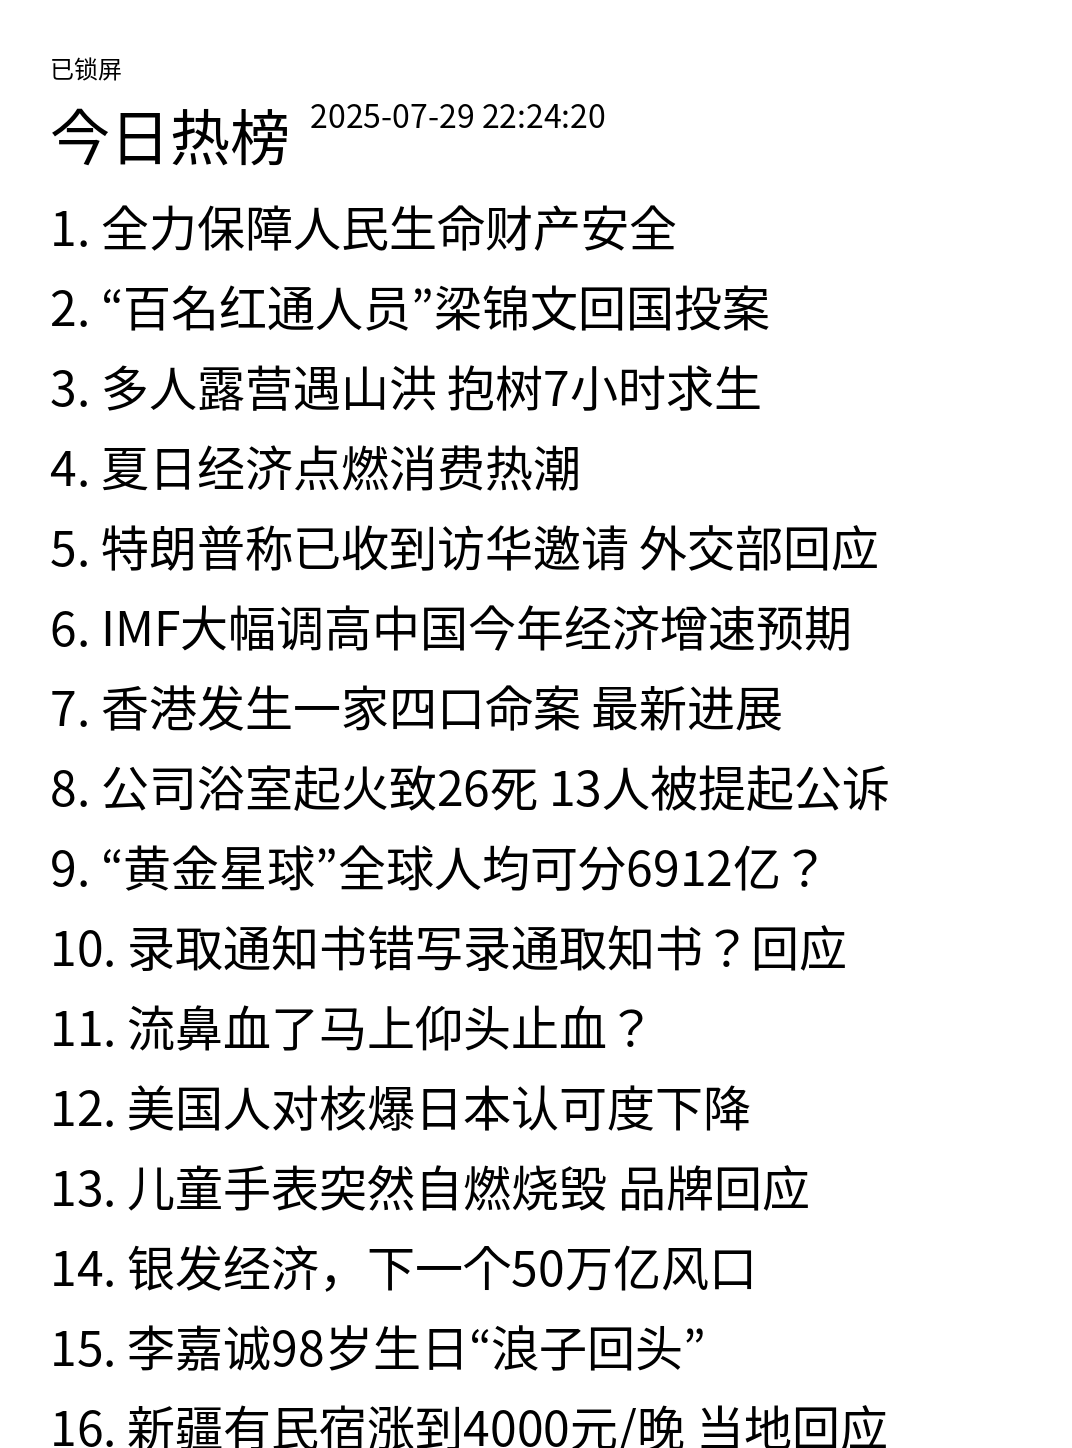 已锁屏
今日热榜 2025-07-29 22:24:20
1. 全力保障人民生命财产安全
2. “百名红通人员”梁锦文回国投案
3. 多人露营遇山洪 抱树7小时求生
4. 夏日经济点燃消费热潮
5. 特朗普称已收到访华邀请 外交部回应
6. IMF大幅调高中国今年经济增速预期
7. 香港发生一家四口命案 最新进展
8. 公司浴室起火致26死 13人被提起公诉
9. “黄金星球”全球人均可分6912亿？
10. 录取通知书错写录通取知书？回应
11. 流鼻血了马上仰头止血？
12. 美国人对核爆日本认可度下降
13. 儿童手表突然自燃烧毁 品牌回应
14. 银发经济，下一个50万亿风口
15. 李嘉诚98岁生日“浪子回头”
16. 新疆有民宿涨到4000元/晚 当地回应